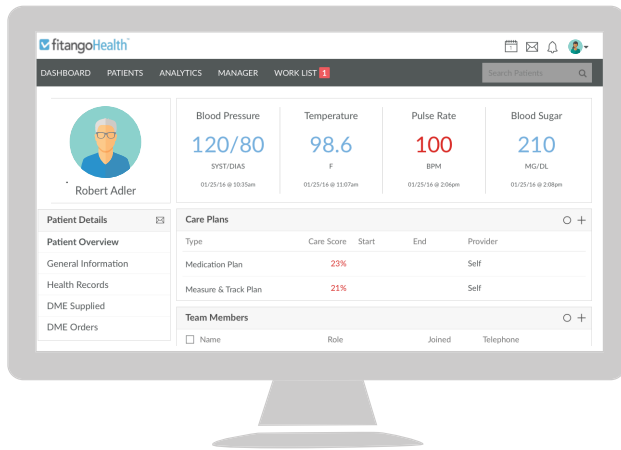 fitangoHealth
DASHBOARD PATIENTS ANALYTICS MANAGER WORK LIST 1
Search Patients
Robert Adler
Blood Pressure
120/80
SYST/DIAS
01/25/16 @ 10:35am
Temperature
98.6
F
01/25/16 @ 11:07am
Pulse Rate
100
BPM
01/25/16 @ 2:06pm
Blood Sugar
210
MG/DL
01/25/16 @ 2:08pm
Patient Details
Patient Overview
General Information
Health Records
DME Supplied
DME Orders
Care Plans
Type Care Score Start End Provider
Medication Plan 23% Self
Measure & Track Plan 21% Self
Team Members
Name Role Joined Telephone